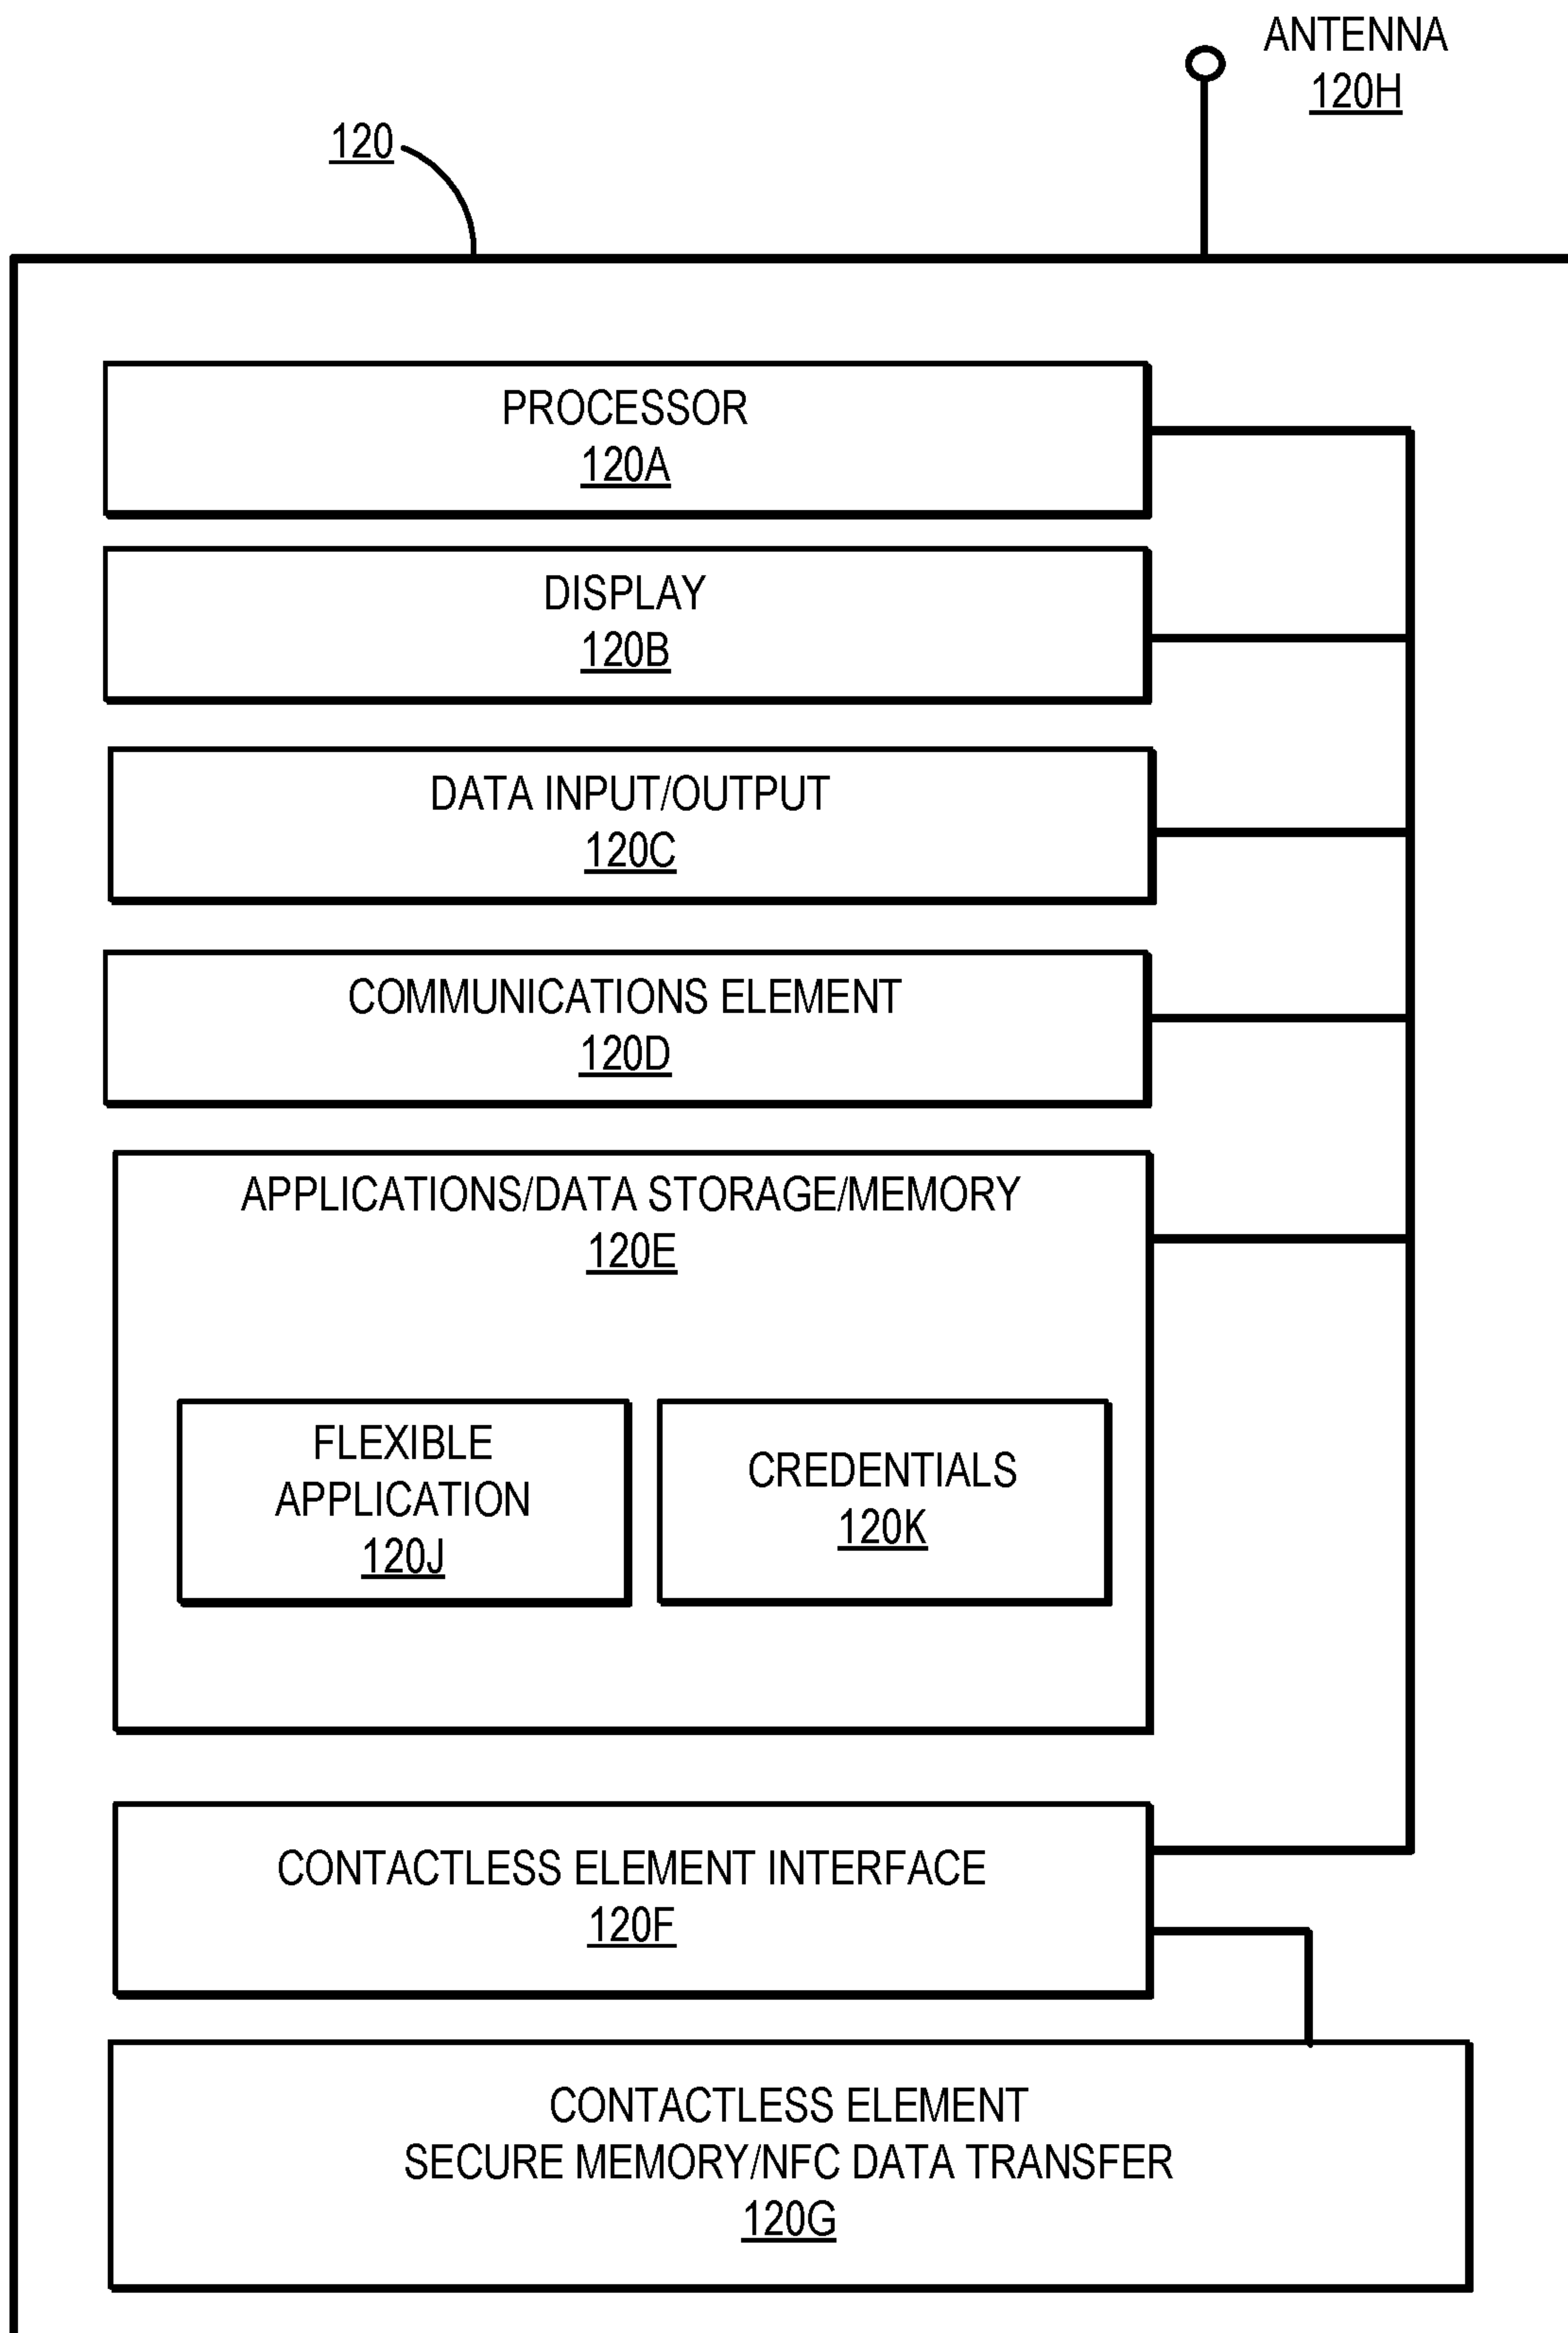 ANTENNA
120H
120
PROCESSOR
120A
DISPLAY
120B
DATA INPUT/OUTPUT
120C
COMMUNICATIONS ELEMENT
120D
APPLICATIONS/DATA STORAGE/MEMORY
120E
FLEXIBLE
APPLICATION
120J
CREDENTIALS
120K
CONTACTLESS ELEMENT INTERFACE
120F
CONTACTLESS ELEMENT
SECURE MEMORY/NFC DATA TRANSFER
120G